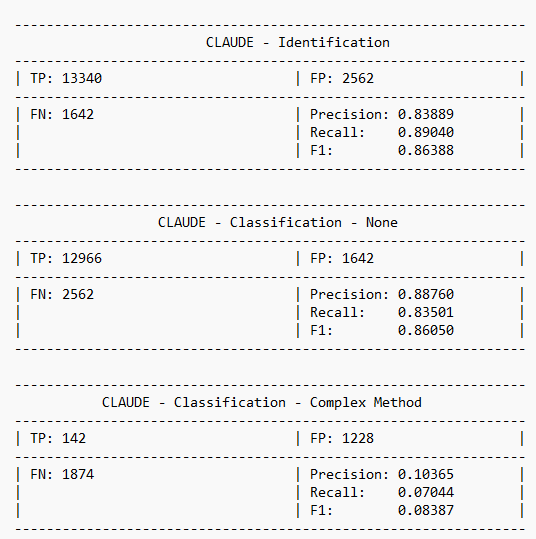 CLAUDE - Identification
| TP: 13340 | FP: 2562 |
| FN: 1642 | Precision: 0.83889 |
| | Recall: 0.89040 |
| | F1: 0.86388 |
CLAUDE - Classification - None
| TP: 12966 | FP: 1642 |
| FN: 2562 | Precision: 0.88760 |
| | Recall: 0.83501 |
| | F1: 0.86050 |
CLAUDE - Classification - Complex Method
| TP: 142 | FP: 1228 |
| FN: 1874 | Precision: 0.10365 |
| | Recall: 0.07044 |
| | F1: 0.08387 |